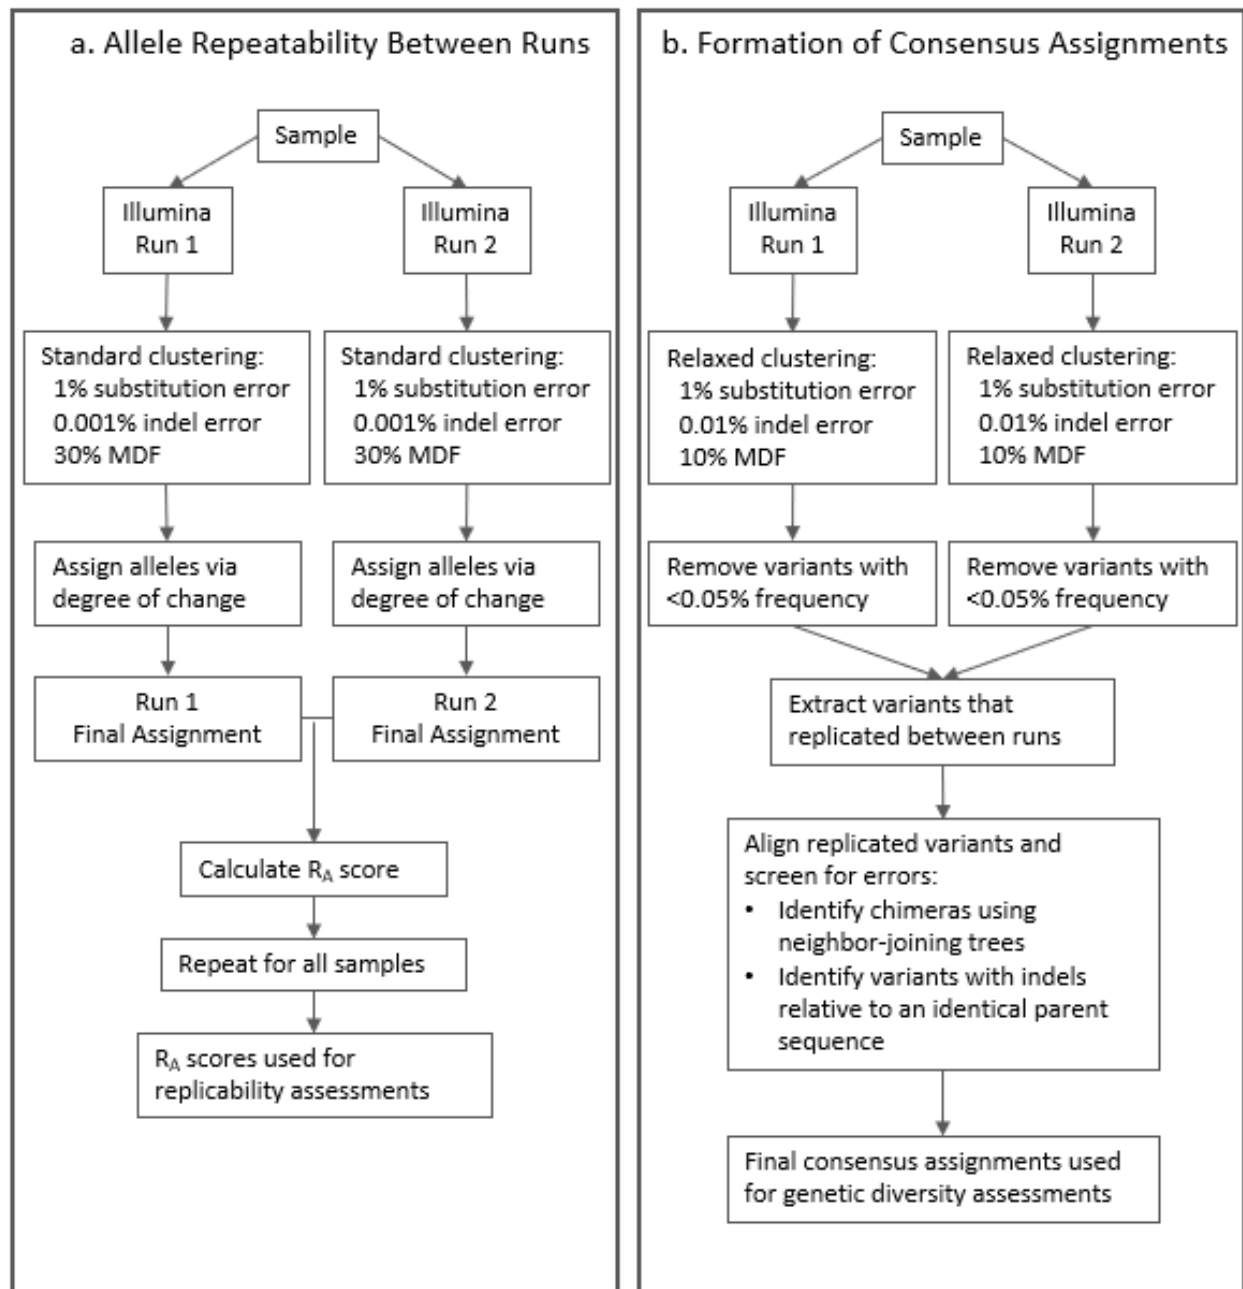 a. Allele Repeatability Between Runs
Sample
Illumina
Run 1
Illumina
Run 2
Standard clustering:
1% substitution error
0.001% indel error
30% MDF
Standard clustering:
1% substitution error
0.001% indel error
30% MDF
Assign alleles via
degree of change
Assign alleles via
degree of change
Run 1
Final Assignment
Run 2
Final Assignment
Calculate RA score
Repeat for all samples
RA scores used for
replicability assessments
b. Formation of Consensus Assignments
Sample
Illumina
Run 1
Illumina
Run 2
Relaxed clustering:
1% substitution error
0.01% indel error
10% MDF
Relaxed clustering:
1% substitution error
0.01% indel error
10% MDF
Remove variants with
<0.05% frequency
Remove variants with
<0.05% frequency
Extract variants that
replicated between runs
Align replicated variants and
screen for errors:
• Identify chimeras using
neighbor-joining trees
• Identify variants with indels
relative to an identical parent
sequence
Final consensus assignments used
for genetic diversity assessments